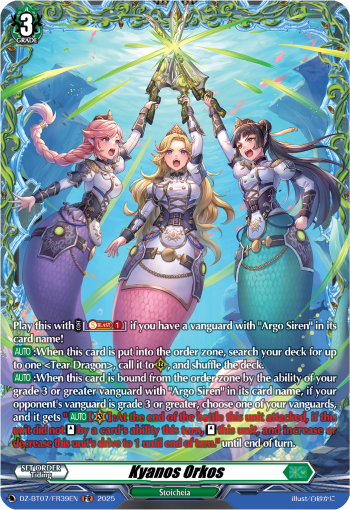 3
GRADE
Play this with [ BLAST 1 ] if you have a vanguard with "Argo Siren" in its
card name!
AUTO :When this card is put into the order zone, search your deck for up
to one <Tear Dragon>, call it to , and shuffle the deck.
AUTO :When this card is bound from the order zone by the ability of your
grade 3 or greater vanguard with "Argo Siren" in its card name, if your
opponent's vanguard is grade 3 or greater, choose one of your vanguards,
and it gets " AUTO [ ]:At the end of the battle this unit attacked, if this
unit did not by a card's ability this turn, this unit, and increase or
decrease this unit's drive to 1 until end of turn." until end of turn.
SET ORDER
Kyanos Orkos
Stoicheia
DZ-BT07/FR39EN FR 2025
illust/